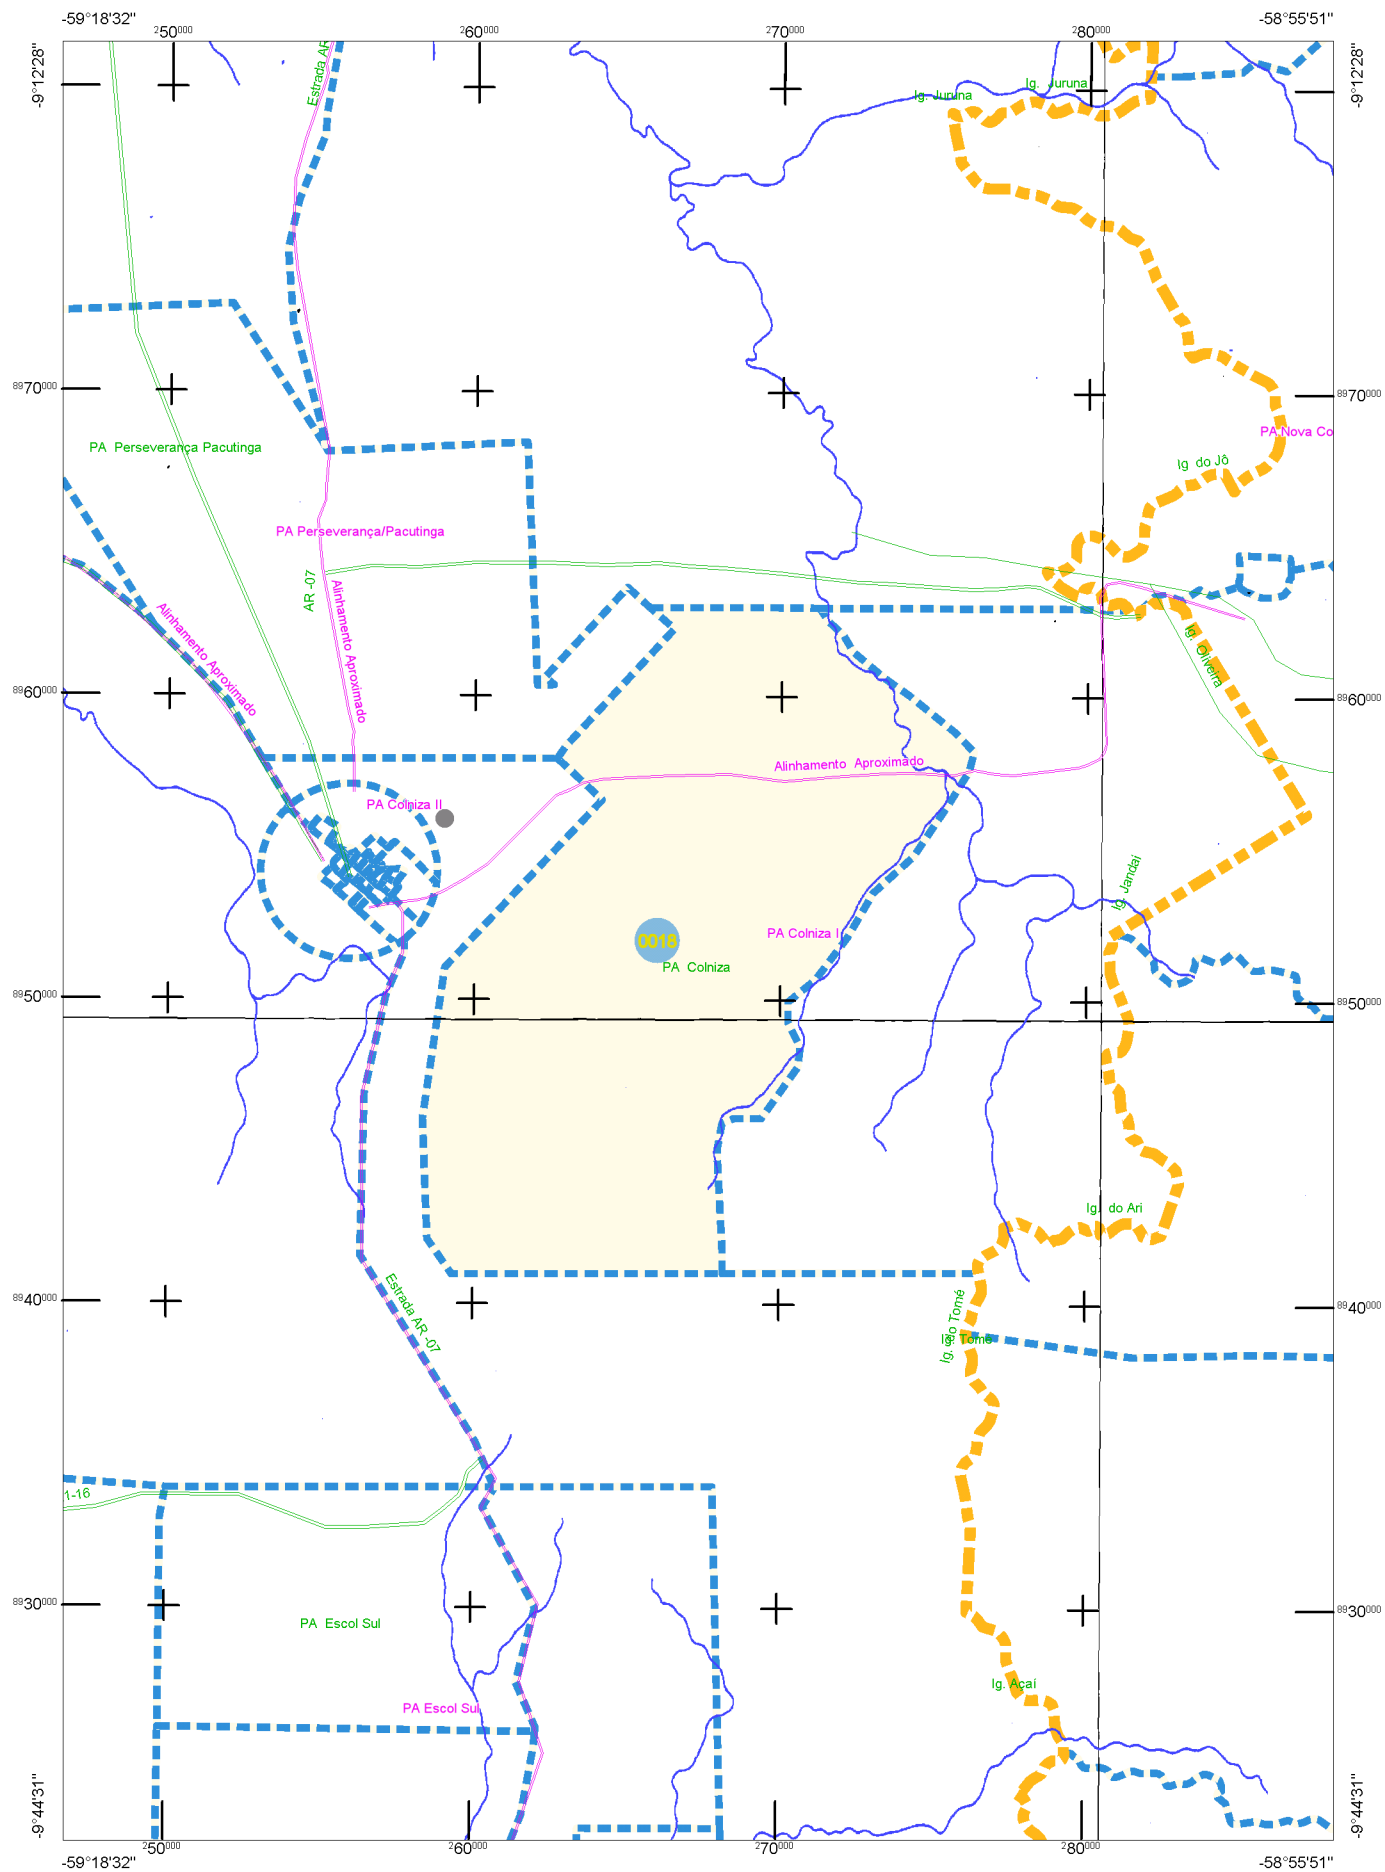 -59°18'32"
-58°55'51"
250000
260000
270000
280000
-9°12'28"
-9°12'28"
Estrada AR
Ig. Juruna
Ig. Juruna
8970000
8970000
PA Nova Co
PA Perseverança Pacutinga
Ig do Jô
PA Perseverança/Pacutinga
AR -07
Alinhamento Aproximado
Alinhamento Aproximado
Ig. Oliveira
8960000
8960000
Alinhamento Aproximado
PA Colniza II
Ig. Jandaí
PA Colniza I
0018
PA Colniza
8950000
8950000
Ig. do Ari
Estrada AR -07
8940000
8940000
Ig. do Tomé
Ig. Tomé
1-16
8930000
8930000
PA Escol Sul
Ig. Açaí
PA Escol Sul
-9°44'31"
-9°44'31"
250000
260000
270000
280000
-59°18'32"
-58°55'51"